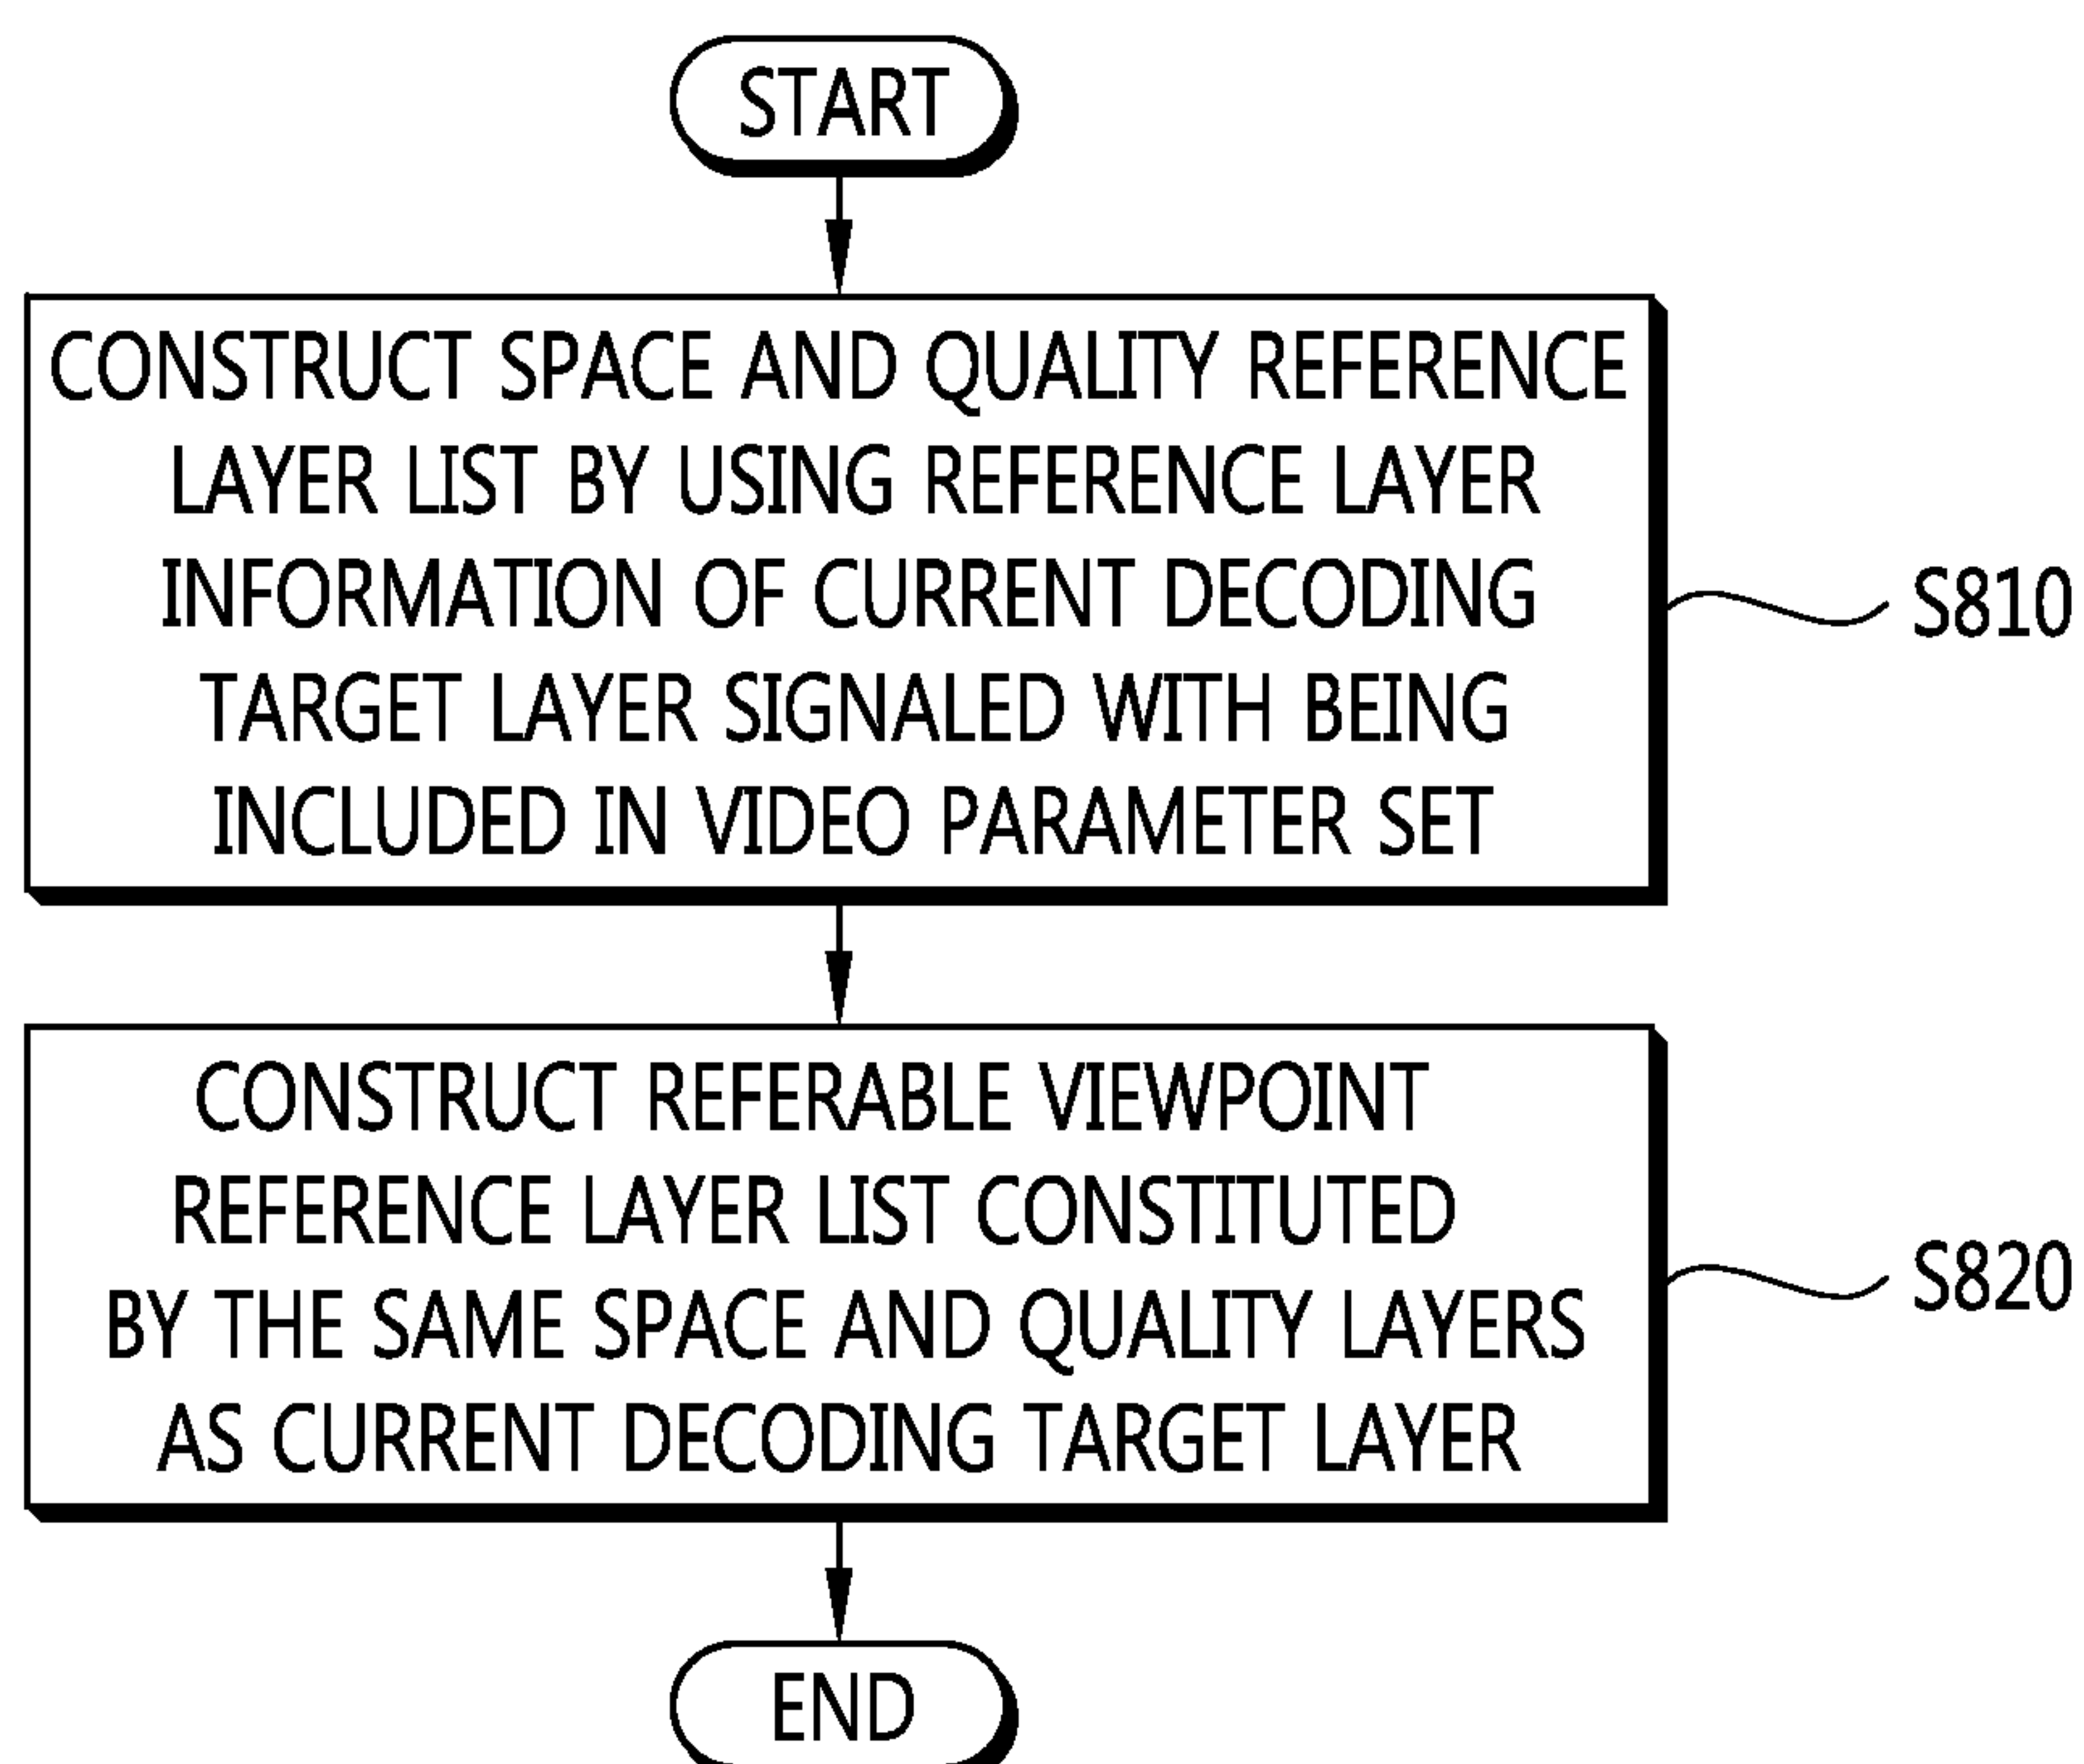 START
CONSTRUCT SPACE AND QUALITY REFERENCE
LAYER LIST BY USING REFERENCE LAYER
INFORMATION OF CURRENT DECODING
TARGET LAYER SIGNALED WITH BEING
INCLUDED IN VIDEO PARAMETER SET
S810
CONSTRUCT REFERABLE VIEWPOINT
REFERENCE LAYER LIST CONSTITUTED
BY THE SAME SPACE AND QUALITY LAYERS
AS CURRENT DECODING TARGET LAYER
S820
END